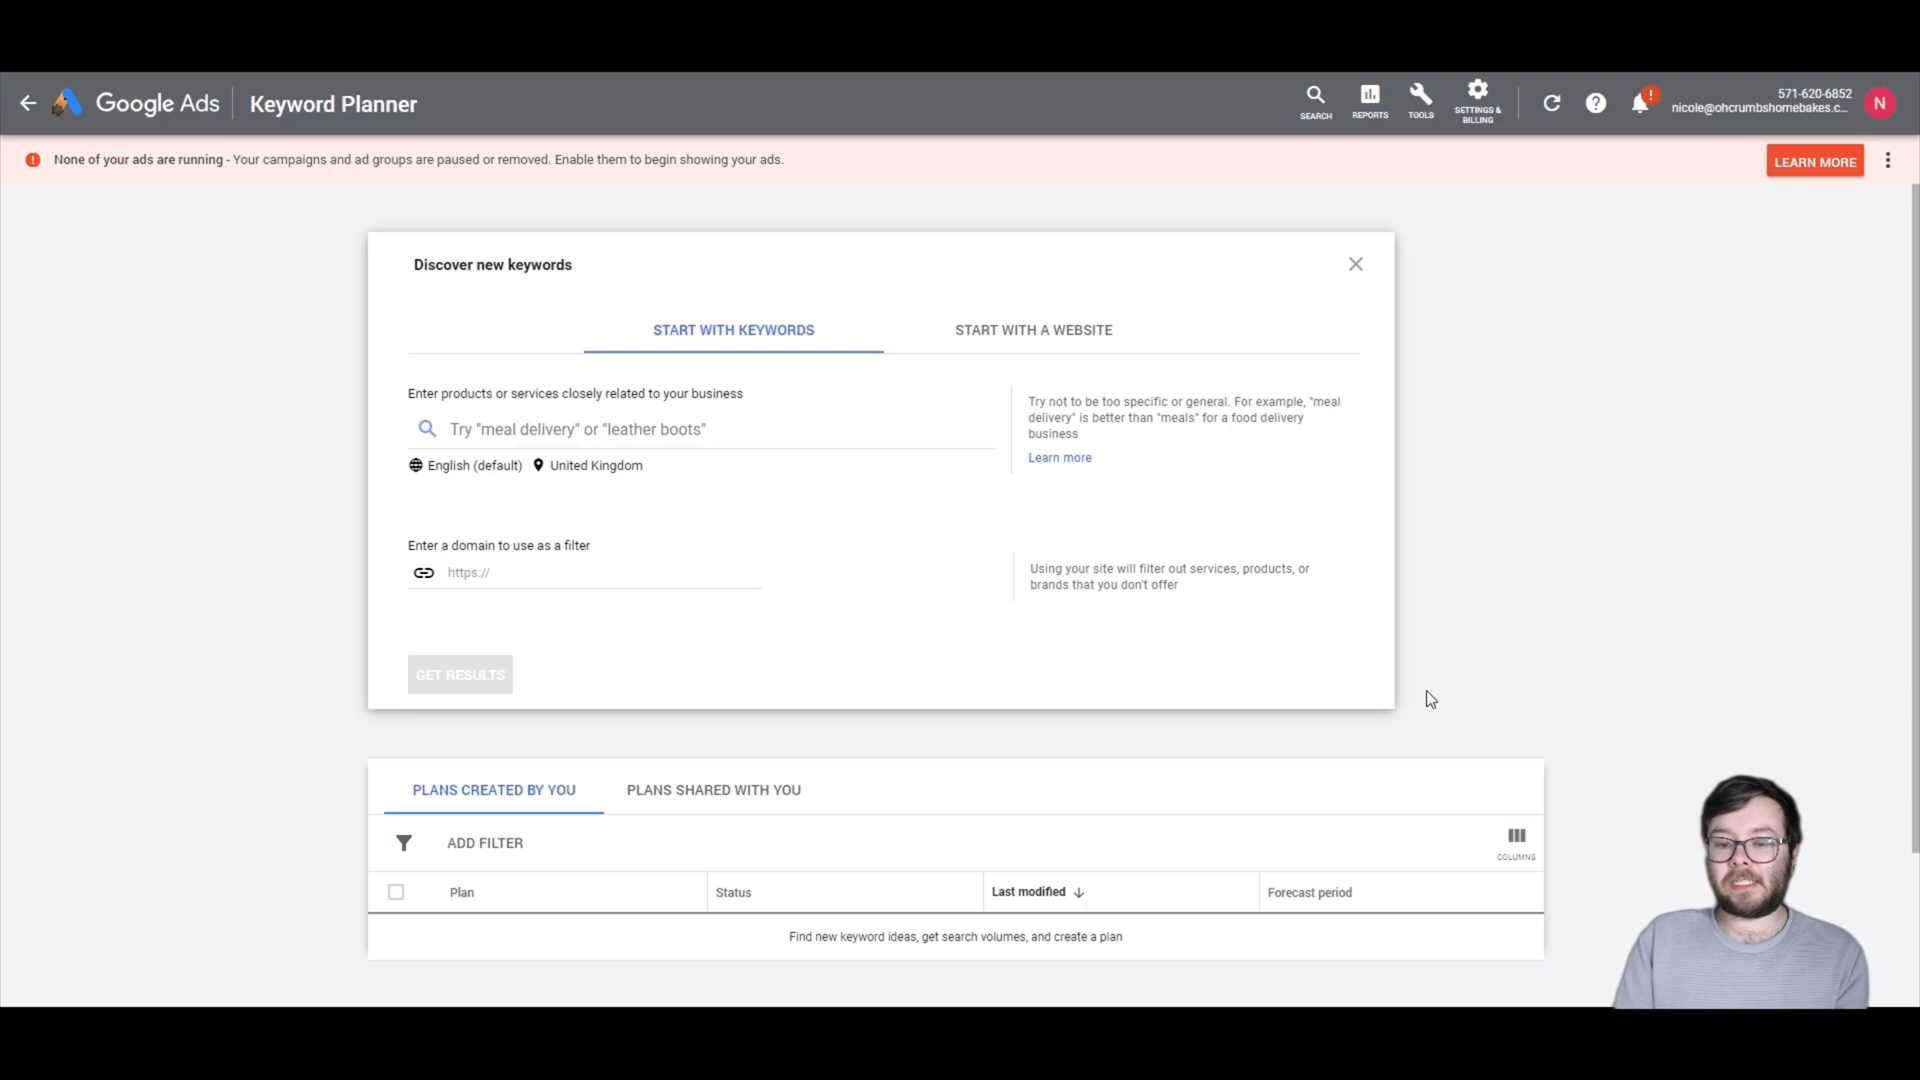 Google Ads
Keyword Planner
SEARCH
REPORTS
TOOLS
SETTINGS &
BILLING
571-620-6852
nicole@ohcrumbshomebakes.c...
N
None of your ads are running - Your campaigns and ad groups are paused or removed. Enable them to begin showing your ads.
LEARN MORE
Discover new keywords
START WITH KEYWORDS
START WITH A WEBSITE
Enter products or services closely related to your business
Try "meal delivery" or "leather boots"
English (default)
United Kingdom
Try not to be too specific or general. For example, "meal
delivery" is better than "meals" for a food delivery
business
Learn more
Enter a domain to use as a filter
https://
Using your site will filter out services, products, or
brands that you don't offer
GET RESULTS
PLANS CREATED BY YOU
PLANS SHARED WITH YOU
ADD FILTER
COLUMNS
Plan
Status
Last modified
Forecast period
Find new keyword ideas, get search volumes, and create a plan